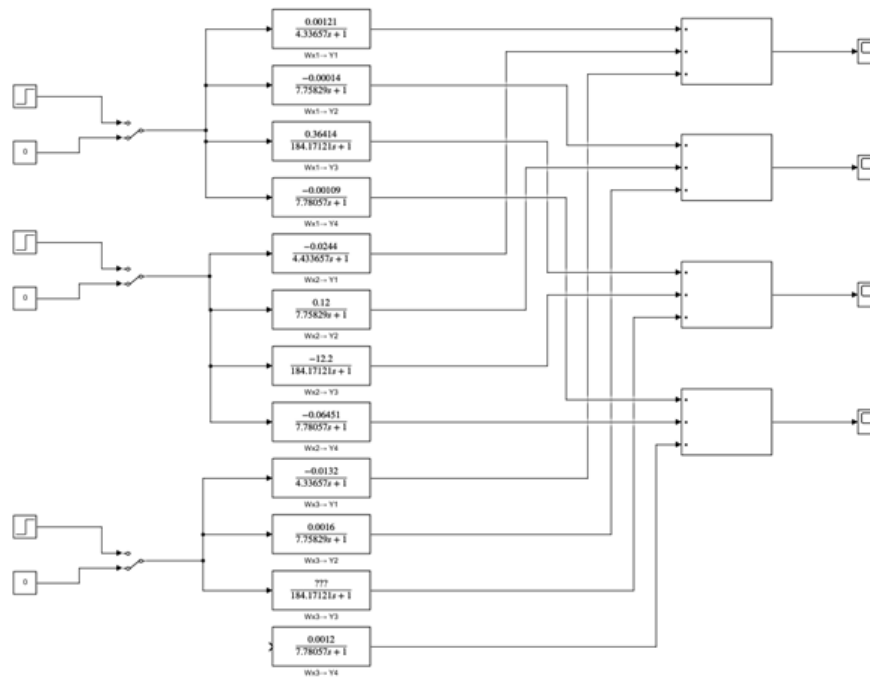 0.00121
4.33657s + 1
Wx1→ Y1
−0.00014
7.75829s + 1
Wx1→ Y2
0.36414
184.17121s + 1
Wx1→ Y3
0
−0.00109
7.78057s + 1
Wx1→ Y4
−0.0244
4.433657s + 1
Wx2→ Y1
0
0.12
7.75829s + 1
Wx2→ Y2
−12.2
184.17121s + 1
Wx2→ Y3
−0.06451
7.78057s + 1
Wx2→ Y4
−0.0132
4.33657s + 1
Wx3→ Y1
0.0016
7.75829s + 1
Wx3→ Y2
0
???
184.17121s + 1
Wx3→ Y3
0.0012
7.78057s + 1
Wx3→ Y4